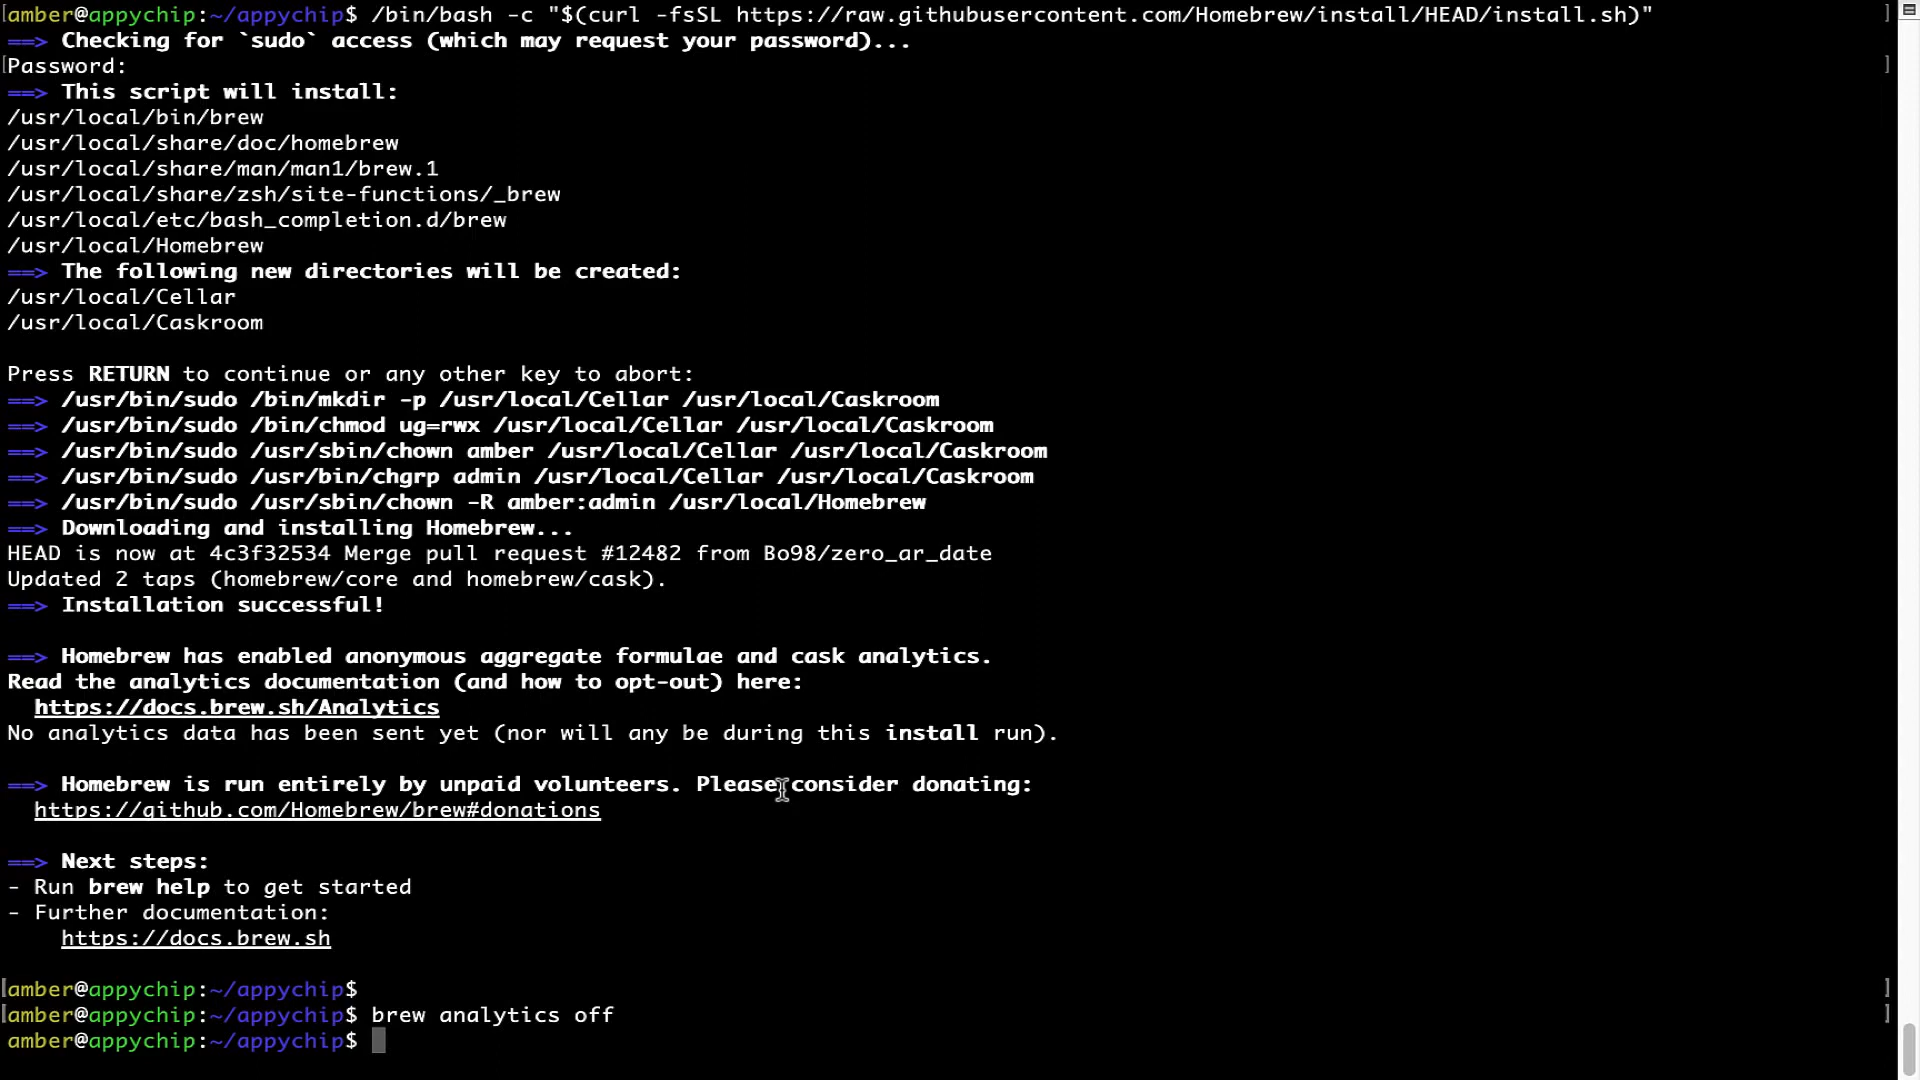 [amber@appychip:~/appychip$ /bin/bash -c "$(curl -fsSL https://raw.githubusercontent.com/Homebrew/install/HEAD/install.sh)" ]
==> Checking for `sudo` access (which may request your password)...
[Password: ]
==> This script will install:
/usr/local/bin/brew
/usr/local/share/doc/homebrew
/usr/local/share/man/man1/brew.1
/usr/local/share/zsh/site-functions/_brew
/usr/local/etc/bash_completion.d/brew
/usr/local/Homebrew
==> The following new directories will be created:
/usr/local/Cellar
/usr/local/Caskroom
Press RETURN to continue or any other key to abort:
==> /usr/bin/sudo /bin/mkdir -p /usr/local/Cellar /usr/local/Caskroom
==> /usr/bin/sudo /bin/chmod ug=rwx /usr/local/Cellar /usr/local/Caskroom
==> /usr/bin/sudo /usr/sbin/chown amber /usr/local/Cellar /usr/local/Caskroom
==> /usr/bin/sudo /usr/bin/chgrp admin /usr/local/Cellar /usr/local/Caskroom
==> /usr/bin/sudo /usr/sbin/chown -R amber:admin /usr/local/Homebrew
==> Downloading and installing Homebrew...
HEAD is now at 4c3f32534 Merge pull request #12482 from Bo98/zero_ar_date
Updated 2 taps (homebrew/core and homebrew/cask).
==> Installation successful!
==> Homebrew has enabled anonymous aggregate formulae and cask analytics.
Read the analytics documentation (and how to opt-out) here:
https://docs.brew.sh/Analytics
No analytics data has been sent yet (nor will any be during this install run).
==> Homebrew is run entirely by unpaid volunteers. Please consider donating:
https://github.com/Homebrew/brew#donations
==> Next steps:
- Run brew help to get started
- Further documentation:
https://docs.brew.sh
[amber@appychip:~/appychip$ ]
[amber@appychip:~/appychip$ brew analytics off ]
amber@appychip:~/appychip$